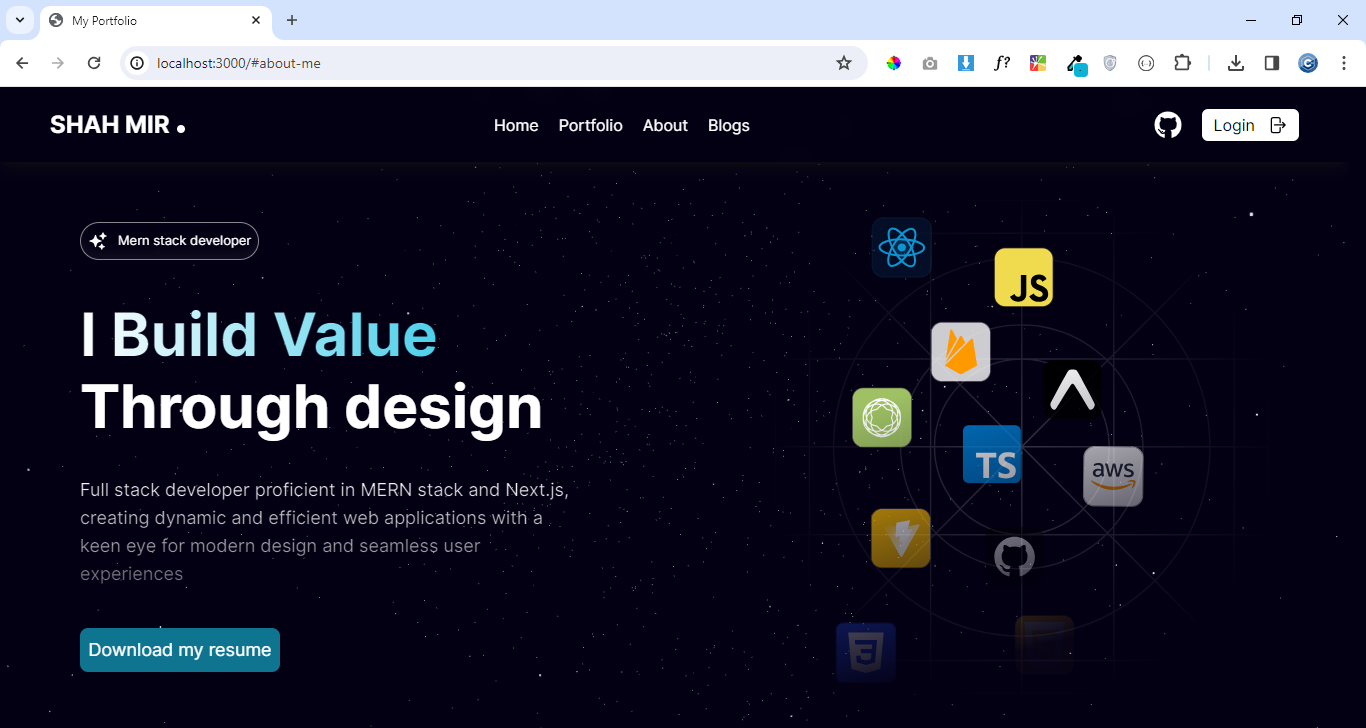 My Portfolio
localhost:3000/#about-me
f?
SHAH MIR
Home Portfolio About Blogs
Login
Mern stack developer
I Build Value
Through design
Full stack developer proficient in MERN stack and Next.js,
creating dynamic and efficient web applications with a
keen eye for modern design and seamless user
experiences
Download my resume
JS
TS
aws
3